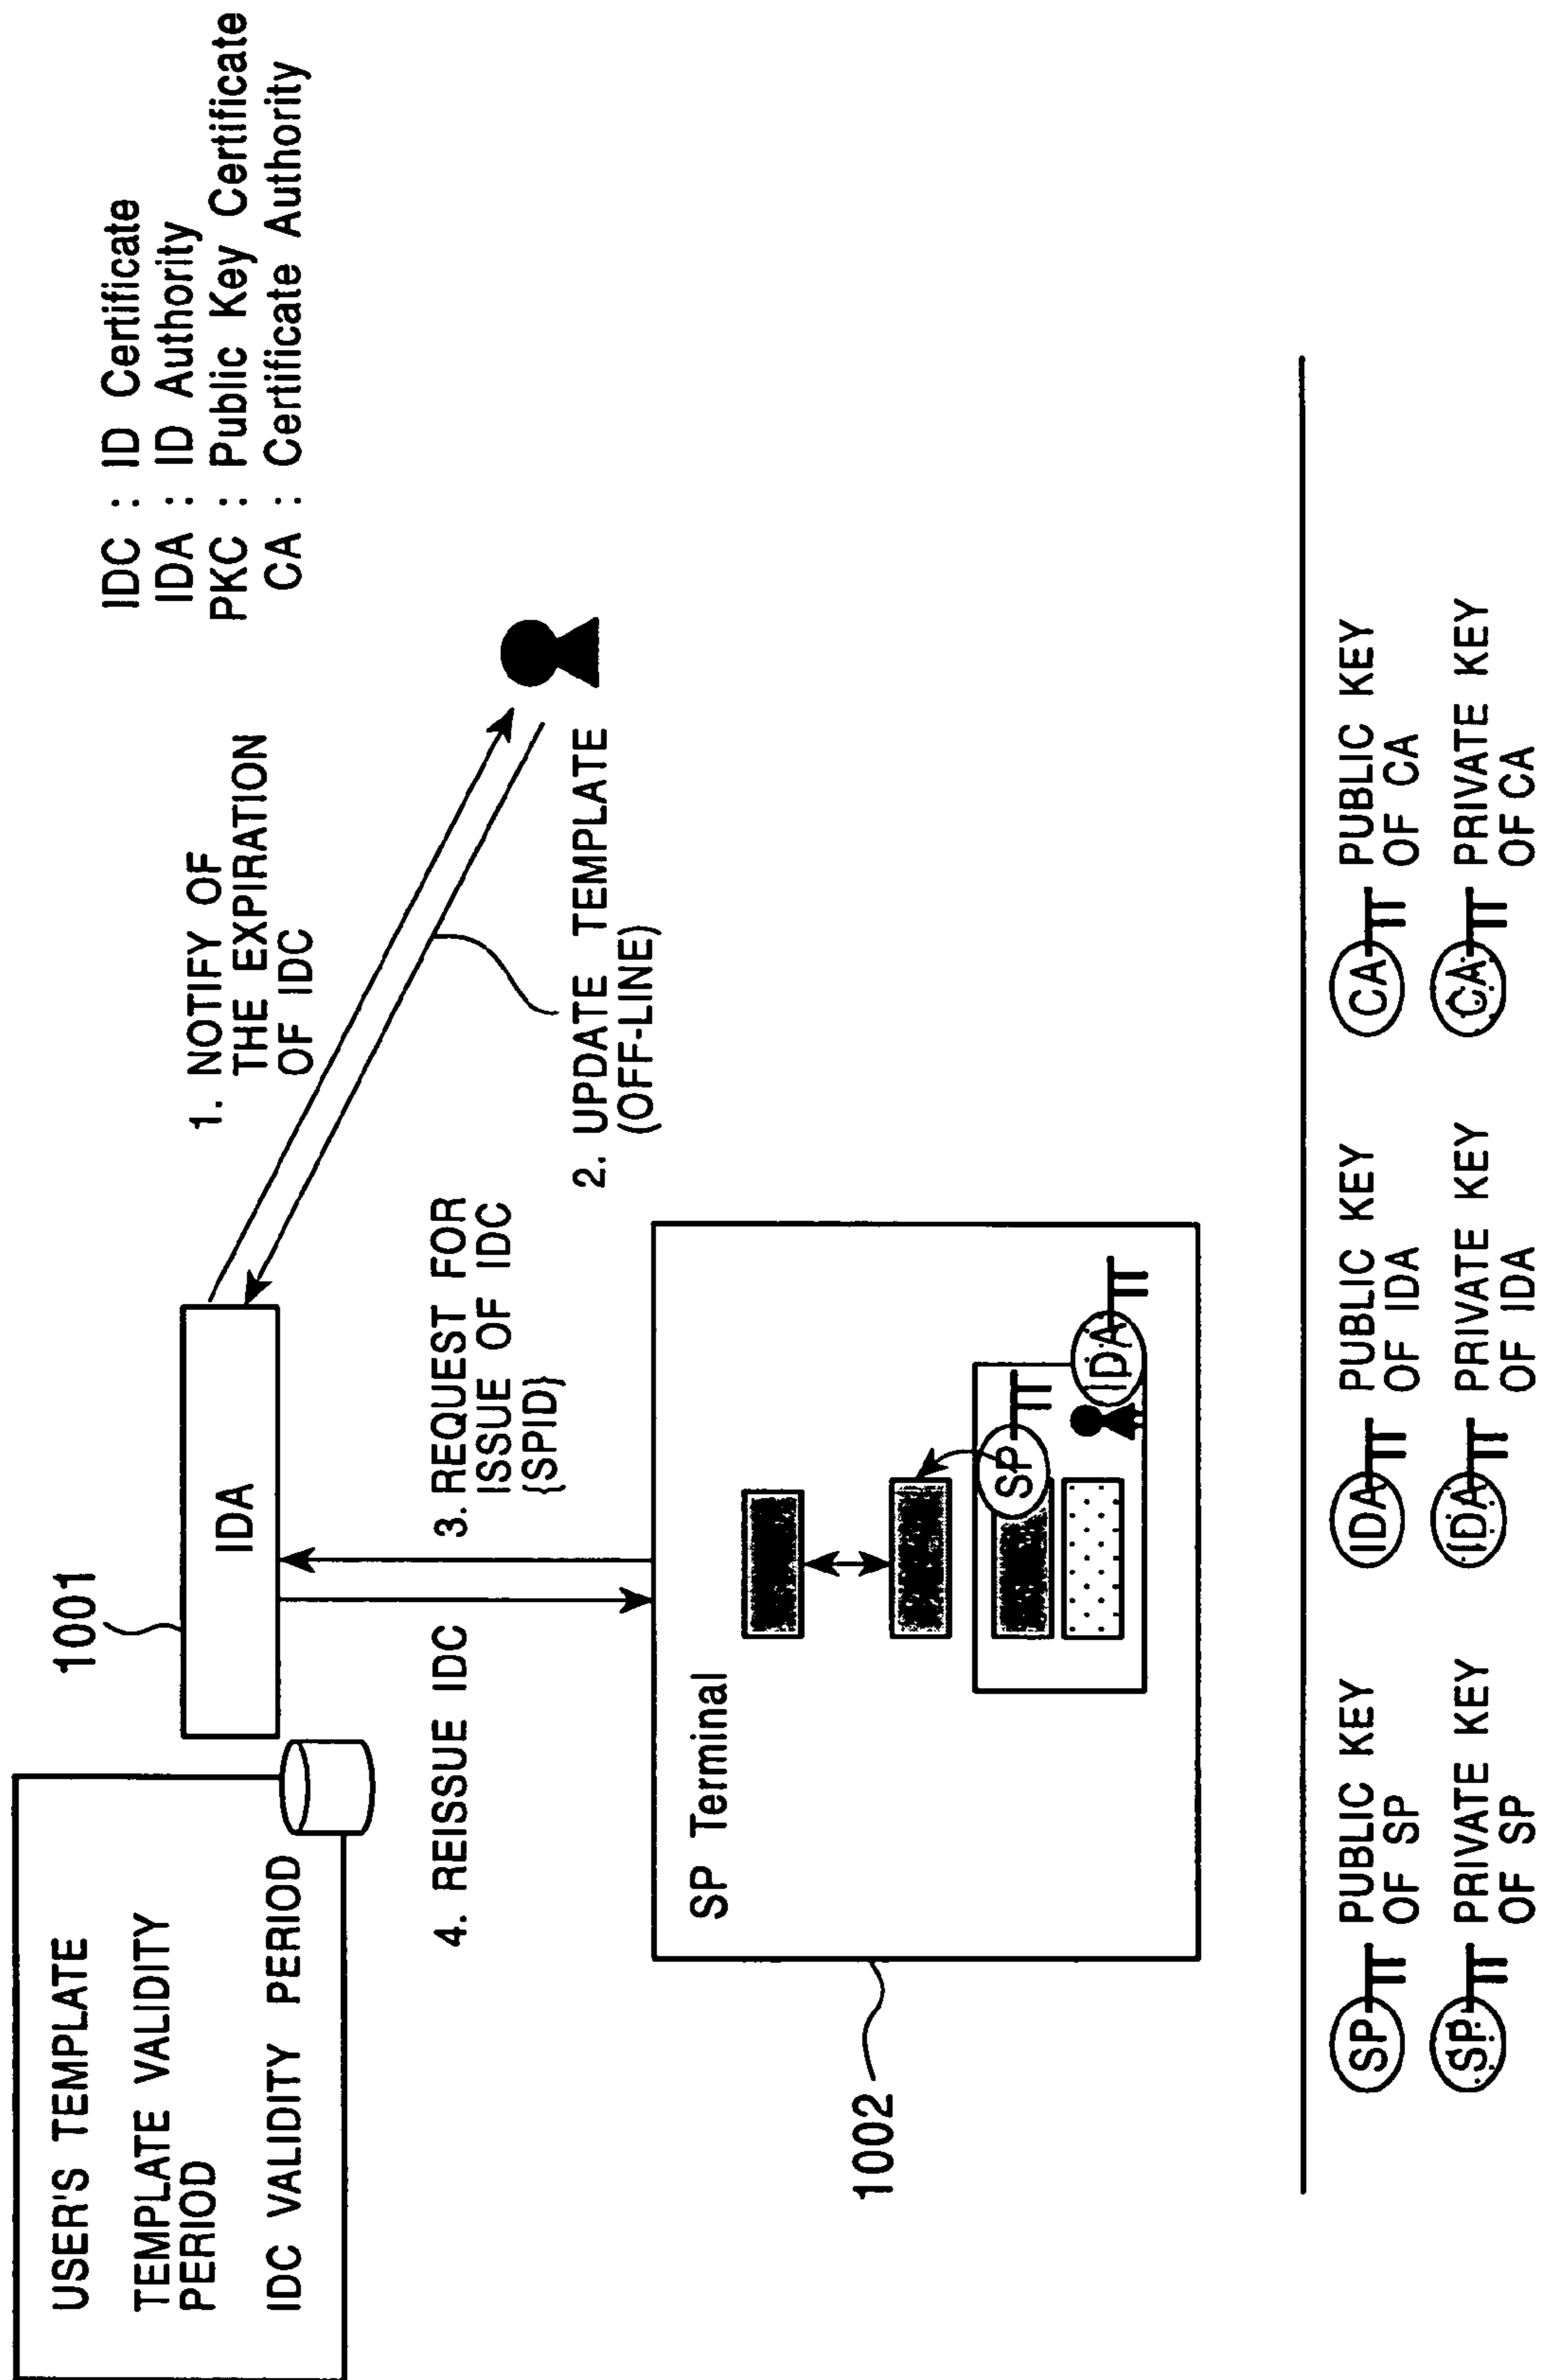 IDC : ID Certificate
IDA : ID Authority
PKC : Public Key Certificate
CA : Certificate Authority
USER'S TEMPLATE
TEMPLATE VALIDITY
PERIOD
IDC VALIDITY PERIOD
1001
IDA
1. NOTIFY OF
THE EXPIRATION
OF IDC
2. UPDATE TEMPLATE
(OFF-LINE)
3. REQUEST FOR
ISSUE OF IDC
{SPID}
4. REISSUE IDC
1002
SP Terminal
SP
IDA
SP PUBLIC KEY
OF SP
IDA PUBLIC KEY
OF IDA
CA PUBLIC KEY
OF CA
SP PRIVATE KEY
OF SP
IDA PRIVATE KEY
OF IDA
CA PRIVATE KEY
OF CA